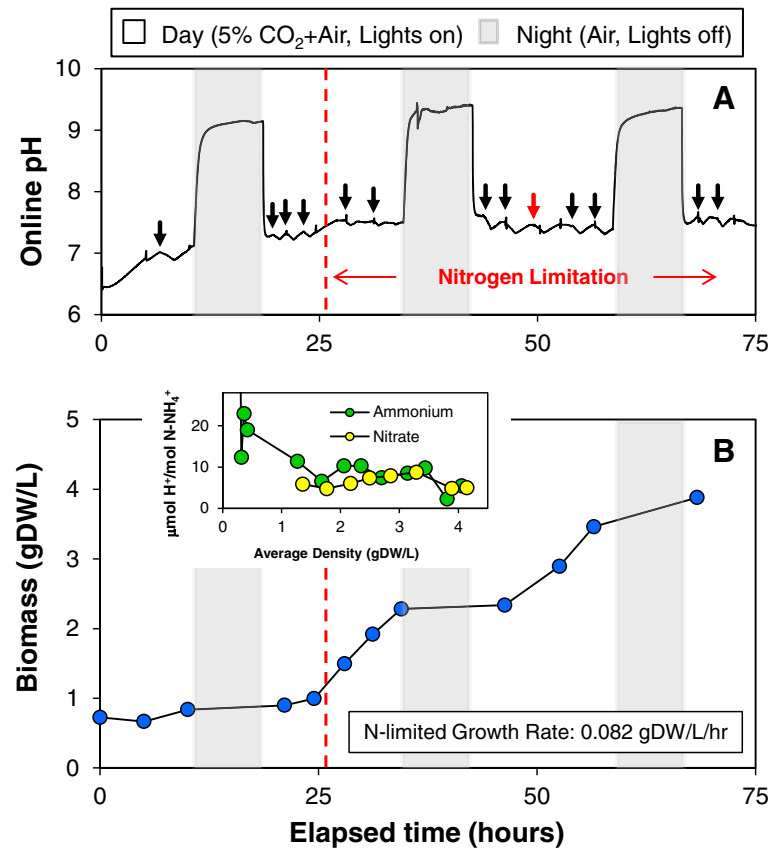 Day (5% CO₂+Air, Lights on) Night (Air, Lights off)
10
9
8
7
6
Online pH
A
Nitrogen Limitation
0 25 50 75
5
4
3
2
1
0
Biomass (gDW/L)
B
20
10
0
µmol H⁺/mol N-NH₄⁺
Ammonium
Nitrate
0 1 2 3 4
Average Density (gDW/L)
N-limited Growth Rate: 0.082 gDW/L/hr
0 25 50 75
Elapsed time (hours)